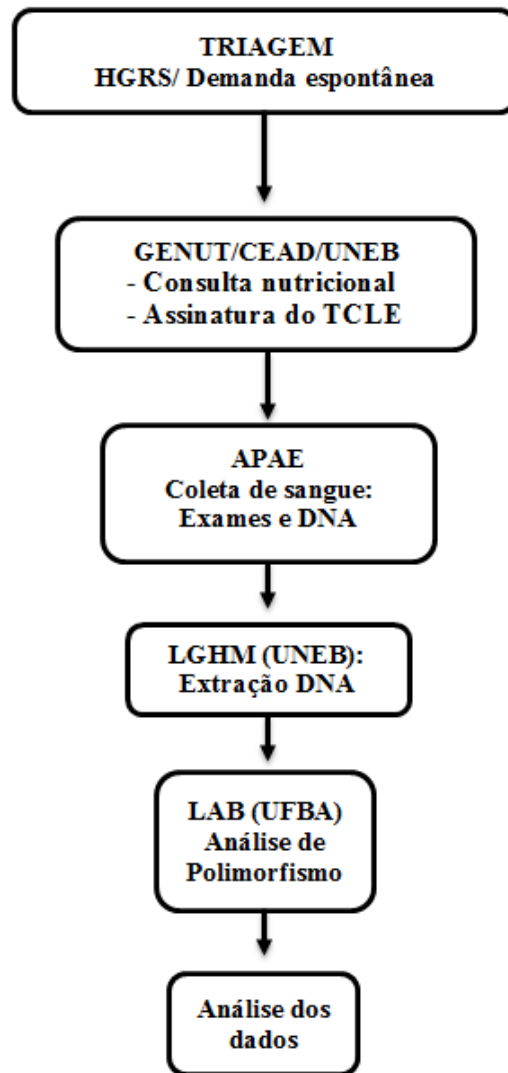 TRIAGEM
HGRS/ Demanda espontânea
GENUT/CEAD/UNEB
- Consulta nutricional
- Assinatura do TCLE
APAE
Coleta de sangue:
Exames e DNA
LGHM (UNEB):
Extração DNA
LAB (UFBA)
Análise de
Polimorfismo
Análise dos
dados